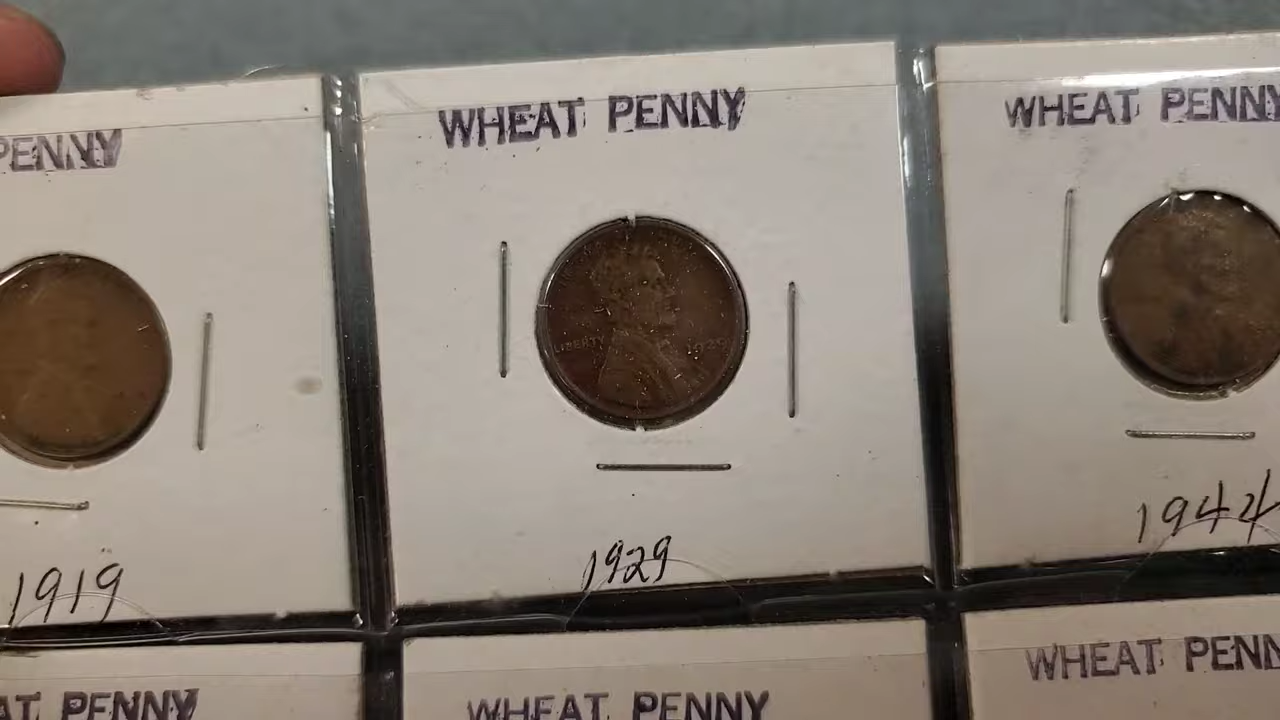 PENNY
WHEAT PENNY
WHEAT PENNY
LIBERTY
1929
1919
1929
1944
AT PENNY
WHEAT PENNY
WHEAT PENN